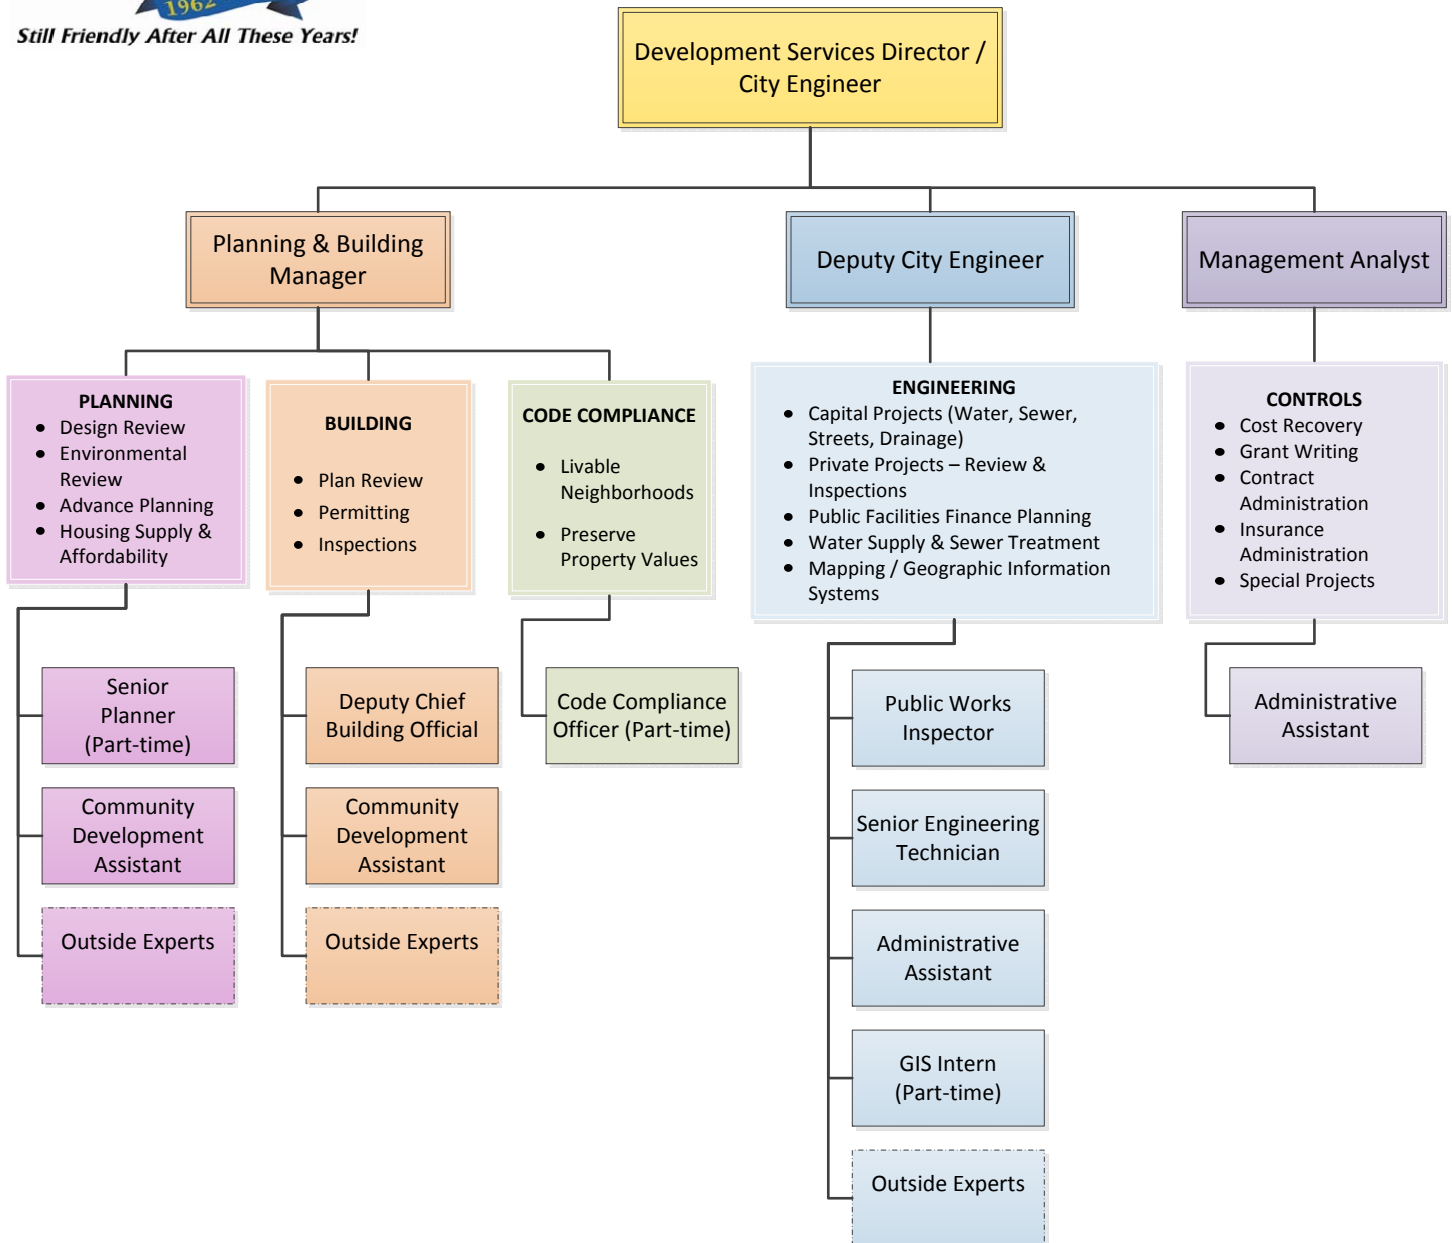 1962
Still Friendly After All These Years!
Development Services Director /
City Engineer
Planning & Building
Manager
Deputy City Engineer
Management Analyst
PLANNING
• Design Review
• Environmental
Review
• Advance Planning
• Housing Supply &
Affordability
BUILDING
• Plan Review
• Permitting
• Inspections
CODE COMPLIANCE
• Livable
Neighborhoods
• Preserve
Property Values
ENGINEERING
• Capital Projects (Water, Sewer,
Streets, Drainage)
• Private Projects – Review &
Inspections
• Public Facilities Finance Planning
• Water Supply & Sewer Treatment
• Mapping / Geographic Information
Systems
CONTROLS
• Cost Recovery
• Grant Writing
• Contract
Administration
• Insurance
Administration
• Special Projects
Senior
Planner
(Part-time)
Community
Development
Assistant
Outside Experts
Deputy Chief
Building Official
Community
Development
Assistant
Outside Experts
Code Compliance
Officer (Part-time)
Public Works
Inspector
Senior Engineering
Technician
Administrative
Assistant
GIS Intern
(Part-time)
Outside Experts
Administrative
Assistant